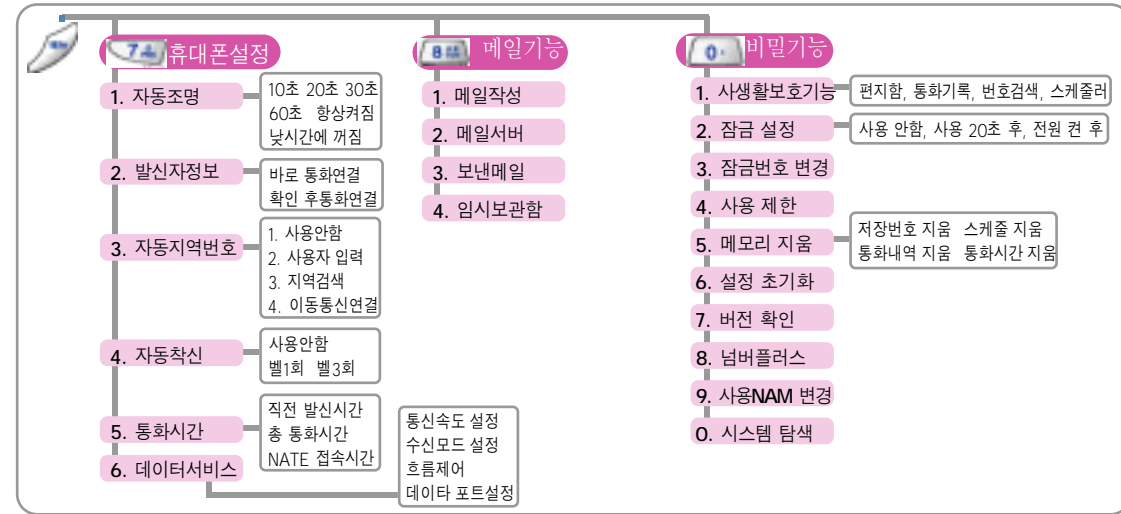 7
휴대폰설정
1. 자동조명
10초 20초 30초
60초 항상켜짐
낮시간에 꺼짐
2. 발신자정보
바로 통화연결
확인 후통화연결
3. 자동지역번호
1. 사용안함
2. 사용자 입력
3. 지역검색
4. 이동통신연결
4. 자동착신
사용안함
벨1회 벨3회
5. 통화시간
직전 발신시간
총 통화시간
NATE 접속시간
6. 데이터서비스
통신속도 설정
수신모드 설정
흐름제어
데이타 포트설정
8
메일기능
1. 메일작성
2. 메일서버
3. 보낸메일
4. 임시보관함
0
비밀기능
1. 사생활보호기능
편지함, 통화기록, 번호검색, 스케줄러
2. 잠금 설정
사용 안함, 사용 20초 후, 전원 켠 후
3. 잠금번호 변경
4. 사용 제한
5. 메모리 지움
저장번호 지움 스케줄 지움
통화내역 지움 통화시간 지움
6. 설정 초기화
7. 버전 확인
8. 넘버플러스
9. 사용NAM 변경
0. 시스템 탐색